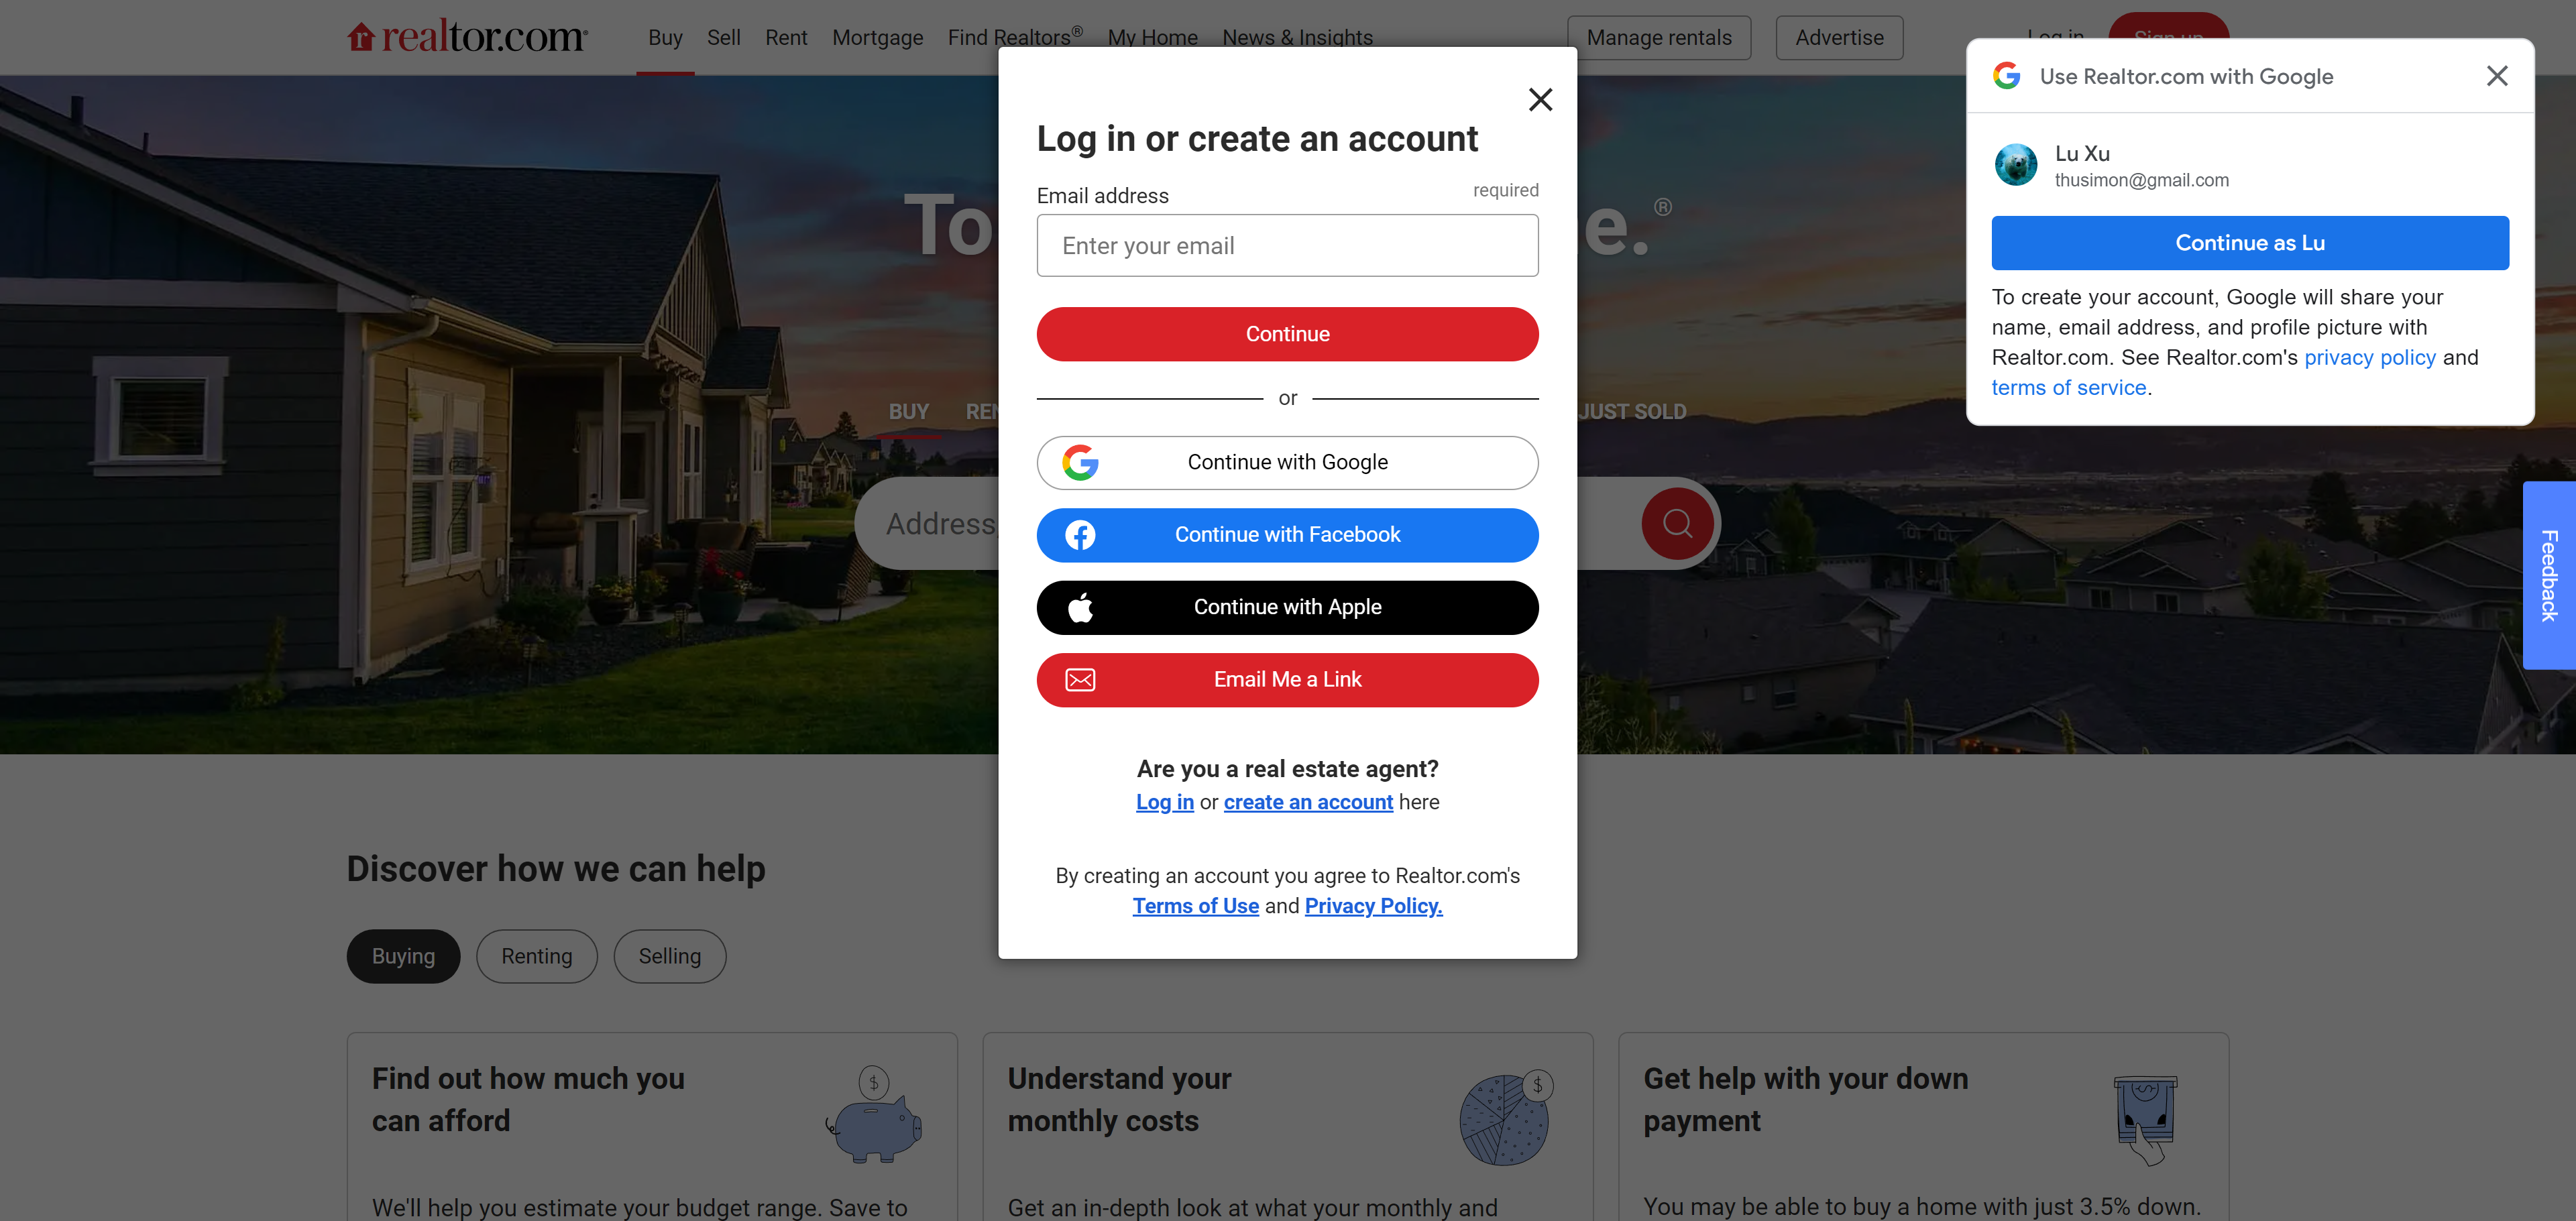 realtor.com®
Buy
Sell
Rent
Mortgage
Find Realtors®
My Home
News & Insights
Manage rentals
Advertise
Log in
Sign up
To
e.®
BUY
JUST SOLD
Address,
Log in or create an account
Email address
required
Enter your email
Continue
or
Continue with Google
Continue with Facebook
Continue with Apple
Email Me a Link
Are you a real estate agent?
Log in or create an account here
By creating an account you agree to Realtor.com's
Terms of Use and Privacy Policy.
Use Realtor.com with Google
Lu Xu
thusimon@gmail.com
Continue as Lu
To create your account, Google will share your
name, email address, and profile picture with
Realtor.com. See Realtor.com's privacy policy and
terms of service.
Feedback
Discover how we can help
Buying
Renting
Selling
Find out how much you
can afford
We'll help you estimate your budget range. Save to
Understand your
monthly costs
Get an in-depth look at what your monthly and
Get help with your down
payment
You may be able to buy a home with just 3.5% down.